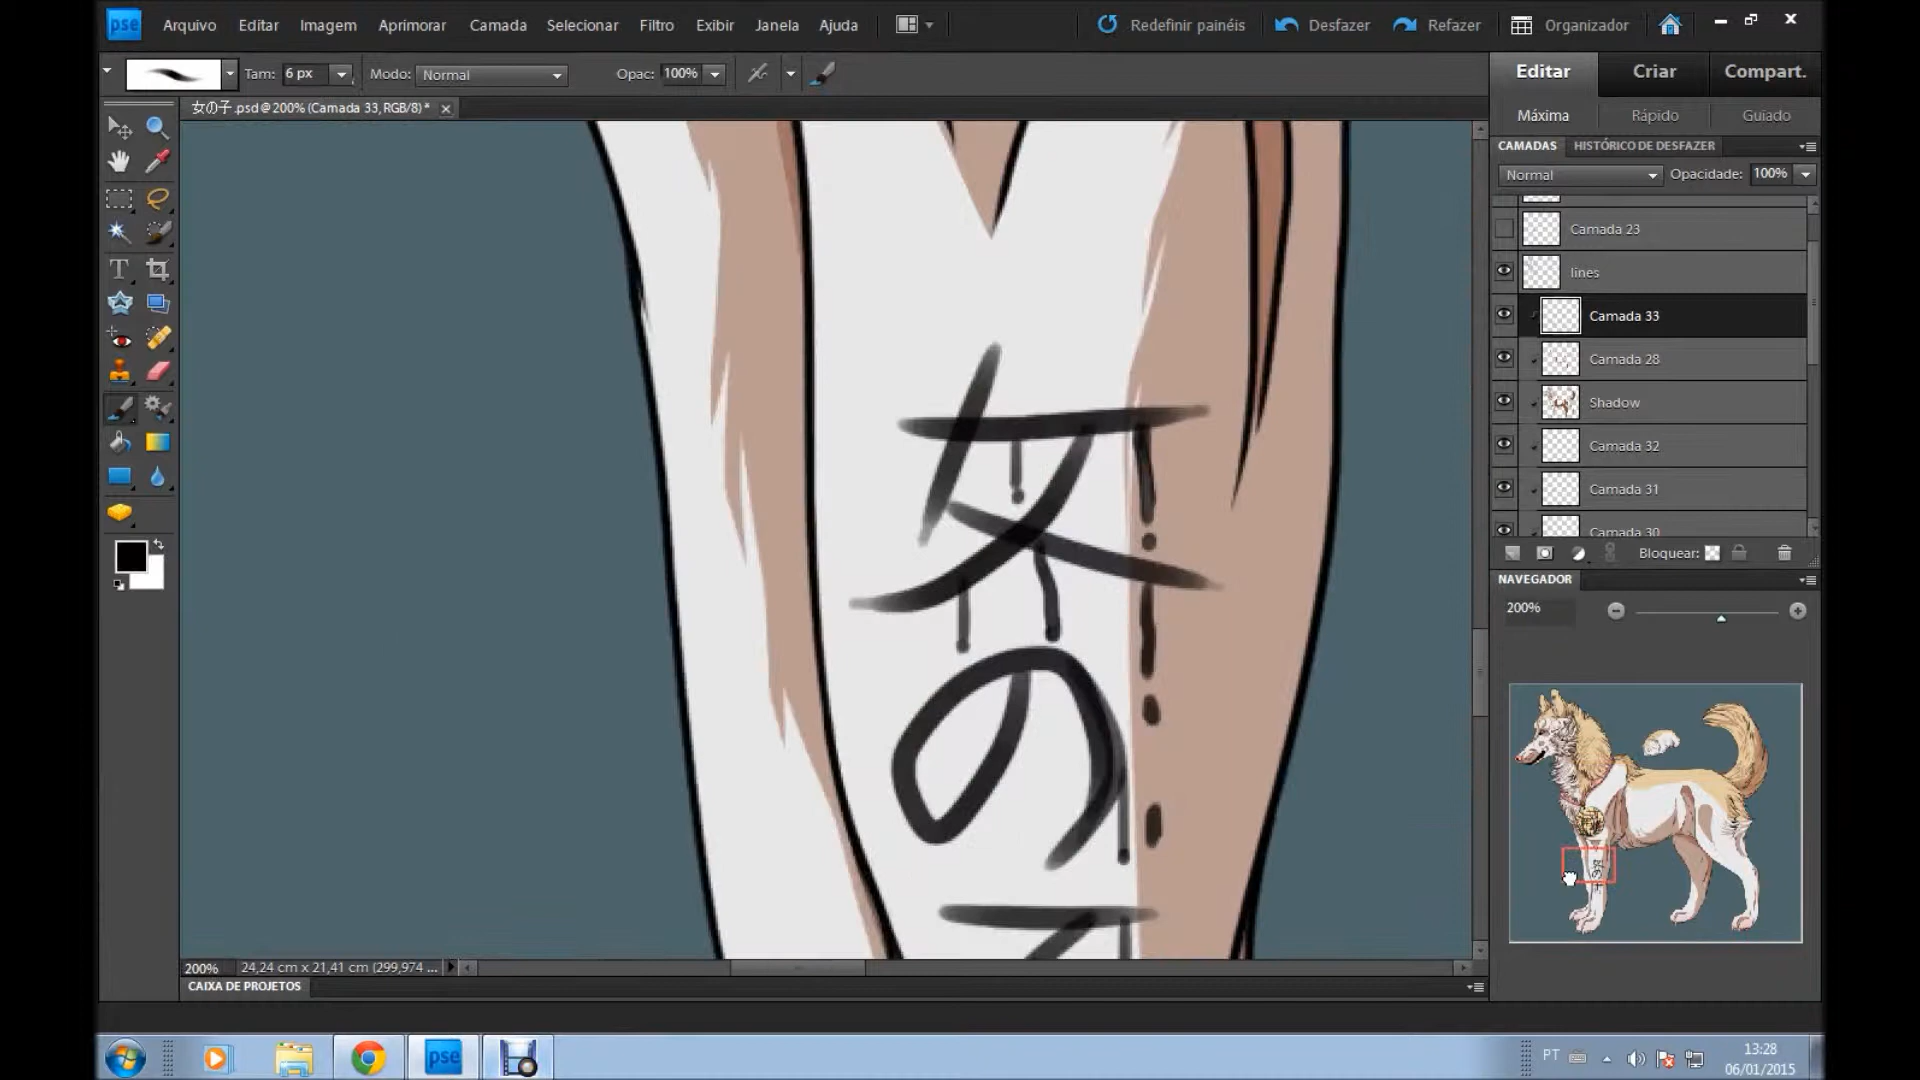 pse Arquivo Editar Imagem Aprimorar Camada Selecionar Filtro Exibir Janela Ajuda Redefinir painéis Desfazer Refazer Organizador
Tam: 6 px Modo: Normal Opac: 100%
Editar Criar Compart.
女の子.psd @ 200% (Camada 33, RGB/8) *
Máxima Rápido Guiado
CAMADAS HISTÓRICO DE DESFAZER
Normal Opacidade: 100%
Camada 23
lines
Camada 33
Camada 28
Shadow
Camada 32
Camada 31
Camada 30
Bloquear:
NAVEGADOR
200%
女
の
200% 24,24 cm x 21,41 cm (299,974 ...
CAIXA DE PROJETOS
pse
PT
13:28
06/01/2015